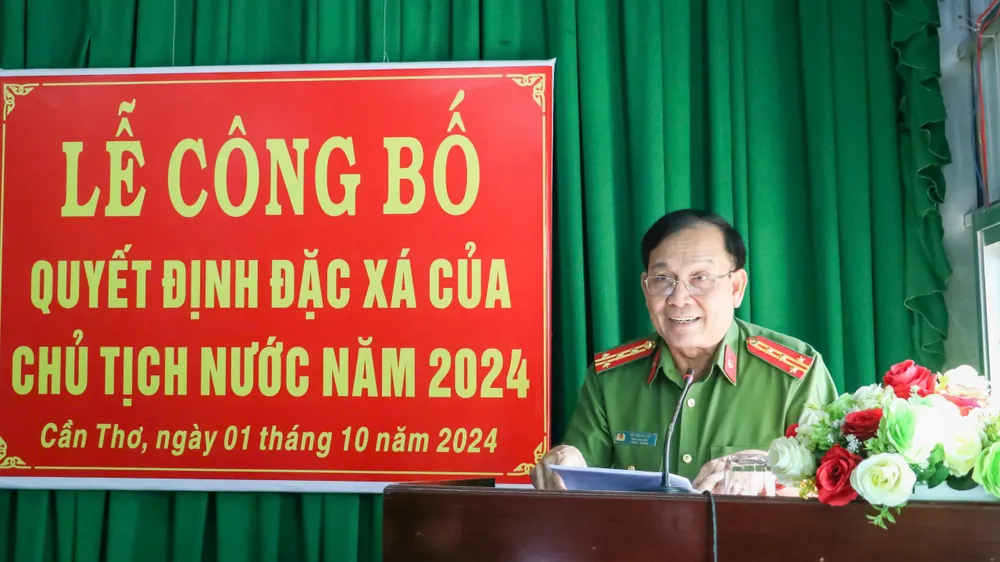 LỄ CÔNG BỐ
QUYẾT ĐỊNH ĐẶC XÁ CỦA
CHỦ TỊCH NƯỚC NĂM 2024
Cần Thơ, ngày 01 tháng 10 năm 2024